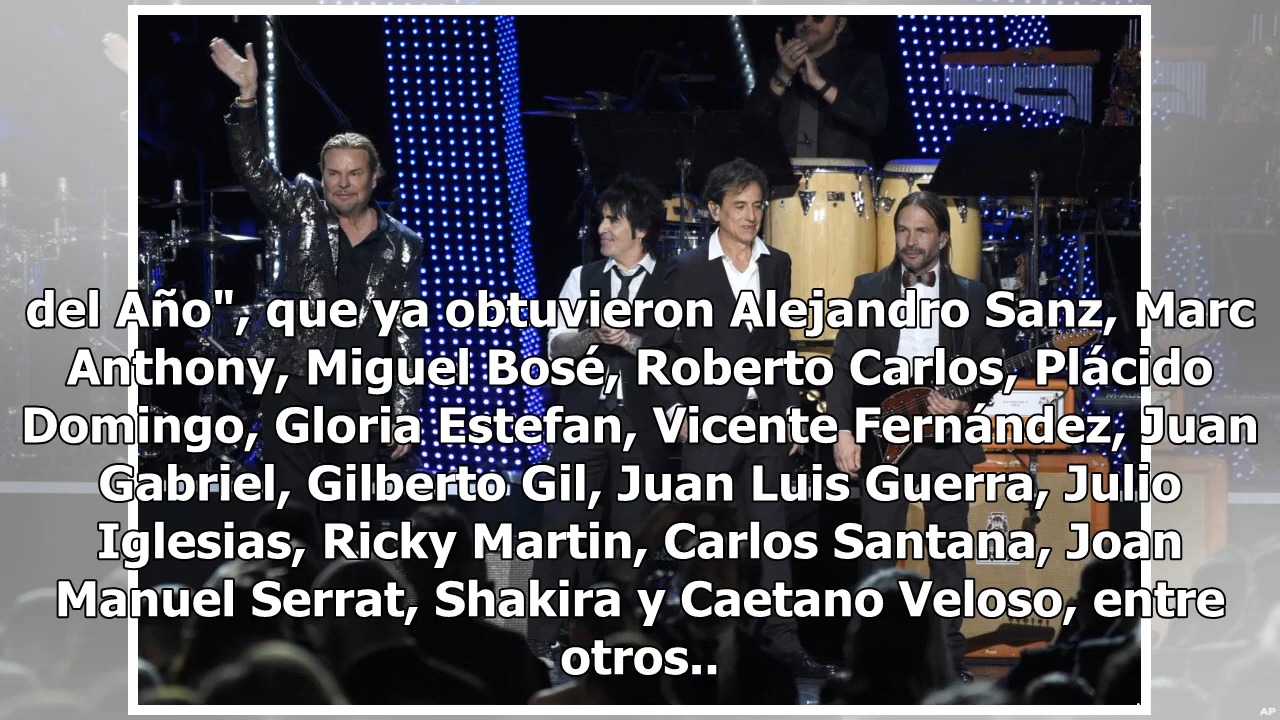 del Año", que ya obtuvieron Alejandro Sanz, Marc
Anthony, Miguel Bosé, Roberto Carlos, Plácido
Domingo, Gloria Estefan, Vicente Fernández, Juan
Gabriel, Gilberto Gil, Juan Luis Guerra, Julio
Iglesias, Ricky Martin, Carlos Santana, Joan
Manuel Serrat, Shakira y Caetano Veloso, entre
otros..
AP